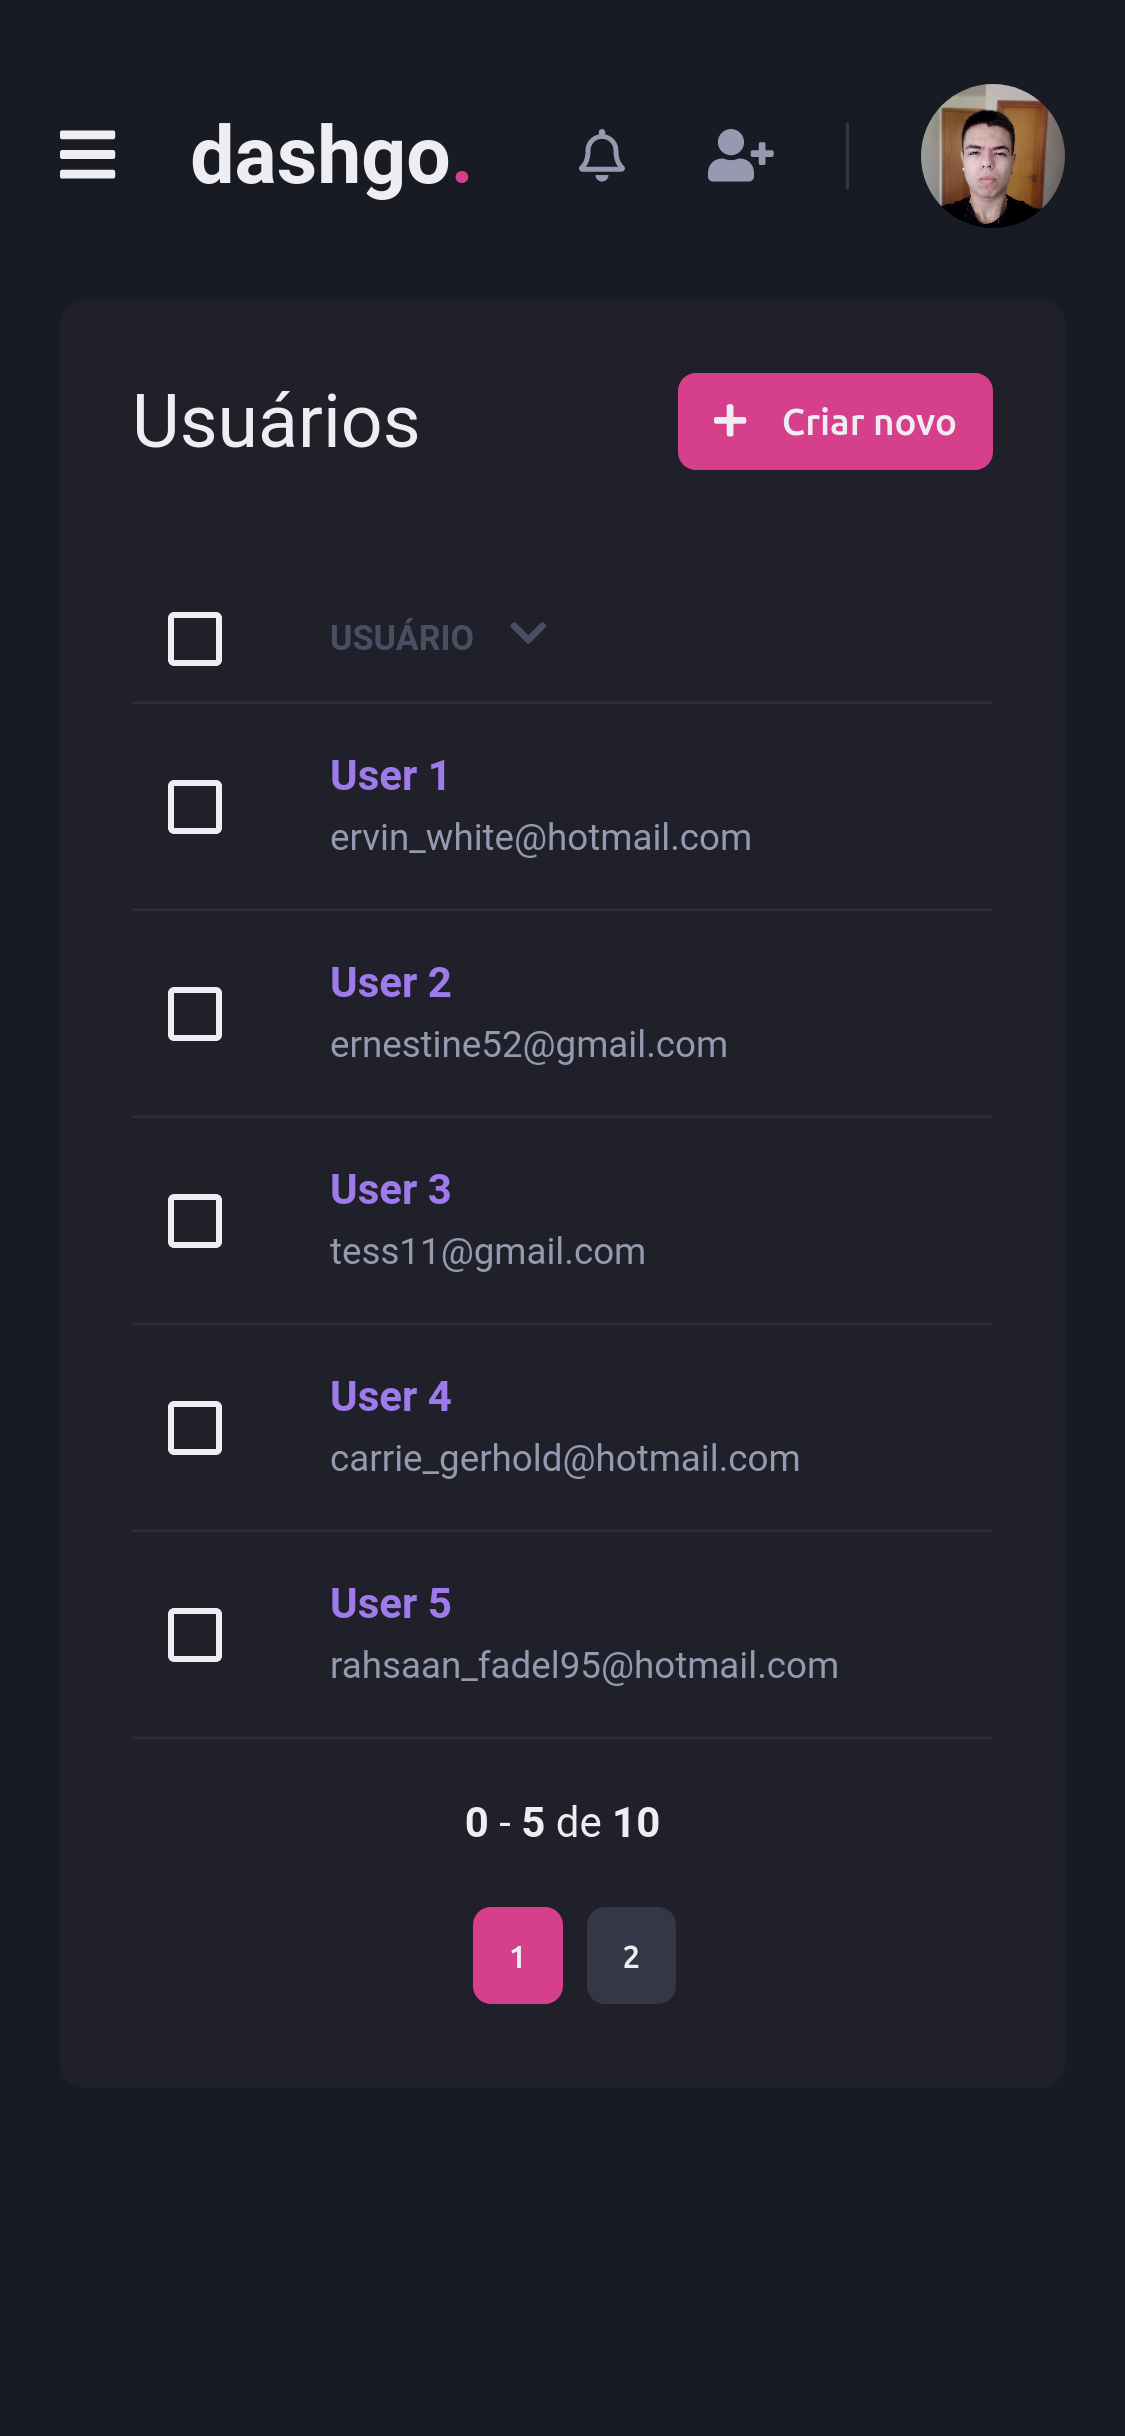 dashgo.
Usuários
Criar novo
USUÁRIO
User 1
ervin_white@hotmail.com
User 2
ernestine52@gmail.com
User 3
tess11@gmail.com
User 4
carrie_gerhold@hotmail.com
User 5
rahsaan_fadel95@hotmail.com
0 - 5 de 10
1 2